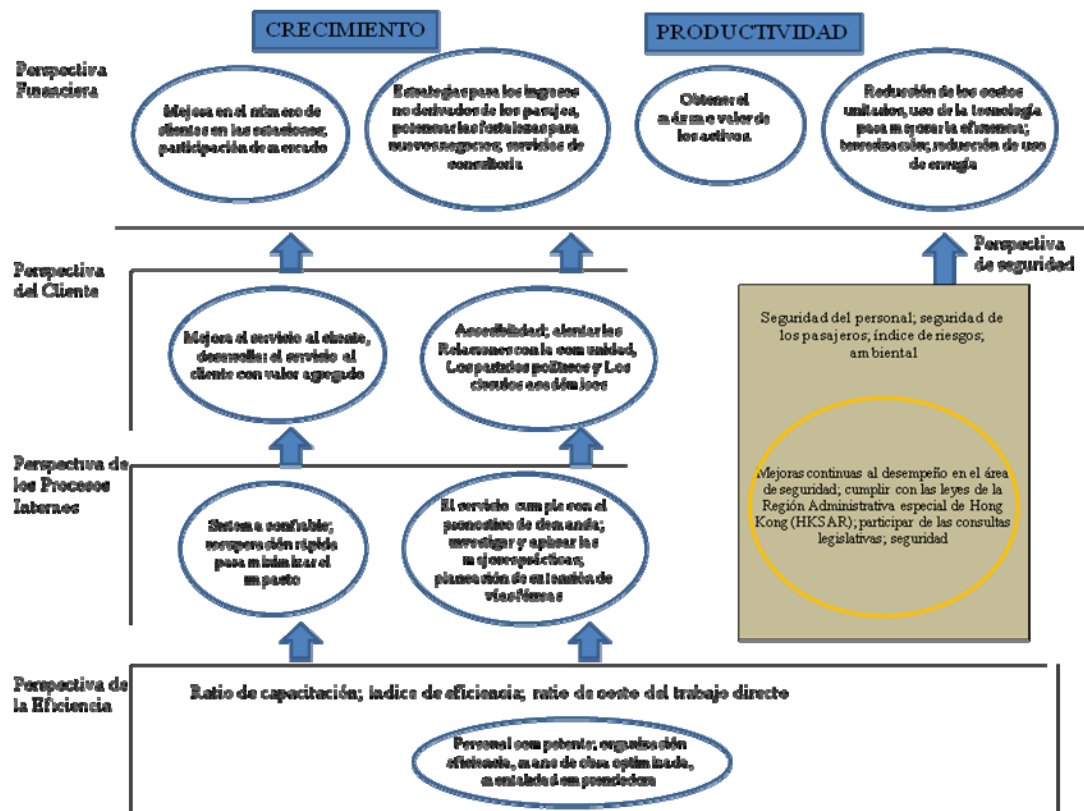 CRECIMIENTO
PRODUCTIVIDAD
Perspectiva
Financiera
Mejora en el número de
clientes en las estaciones;
participación de mercado
Estrategias para los ingresos
no derivados de los pasajes,
potenciar las fortalezas para
nuevos negocios; servicios de
consultoría
Obtener el
máximo valor de
los activos.
Reducción de los costos
unitarios, uso de la tecnología
para mejorar la eficiencia;
tercerización; reducción de uso
de energía
Perspectiva
del Cliente
Perspectiva
de seguridad
Mejora el servicio al cliente,
desarrollar el servicio al
cliente con valor agregado
Accesibilidad; alentar las
Relaciones con la comunidad,
Los partidos políticos y Los
círculos académicos
Seguridad del personal; seguridad de
los pasajeros; índice de riesgos;
ambiental
Perspectiva de
los Procesos
Internos
Sistema confiable;
recuperación rápida
para minimizar el
impacto
El servicio cumple con el
pronostico de demanda;
investigar y aplicar las
mejores prácticas;
planeación de extensión de
vías férreas
Mejoras continuas al desempeño en el área
de seguridad; cumplir con las leyes de la
Región Administrativa especial de Hong
Kong (HKSAR); participar de las consultas
legislativas; seguridad
Perspectiva de
la Eficiencia
Ratio de capacitación; índice de eficiencia; ratio de costo del trabajo directo
Personal competente, organización
eficiencia, mano de obra optimizada,
mentalidad emprendedora